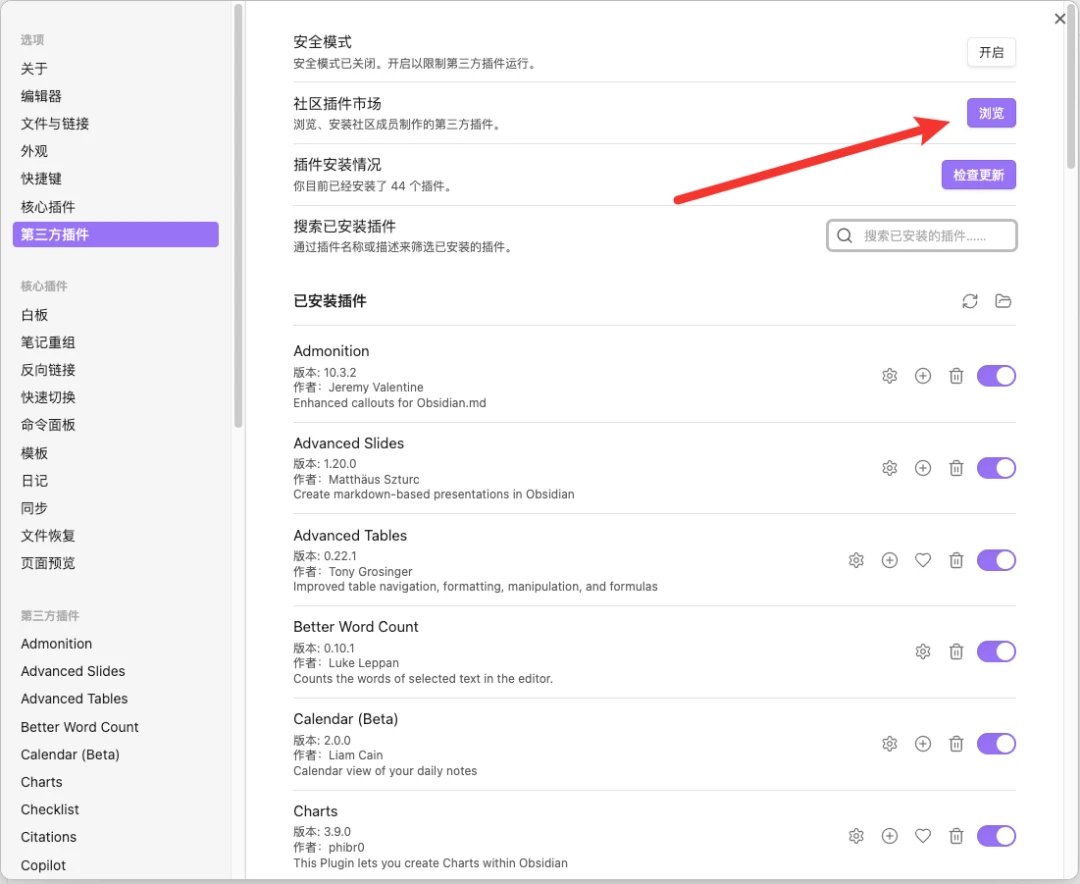 选项
关于
编辑器
文件与链接
外观
快捷键
核心插件
第三方插件
核心插件
白板
笔记重组
反向链接
快速切换
命令面板
模板
日记
同步
文件恢复
页面预览
第三方插件
Admonition
Advanced Slides
Advanced Tables
Better Word Count
Calendar (Beta)
Charts
Checklist
Citations
Copilot
安全模式
安全模式已关闭。开启以限制第三方插件运行。
开启
社区插件市场
浏览、安装社区成员制作的第三方插件。
浏览
插件安装情况
你目前已经安装了 44 个插件。
检查更新
搜索已安装插件
通过插件名称或描述来筛选已安装的插件。
搜索已安装的插件……
已安装插件
Admonition
版本: 10.3.2
作者：Jeremy Valentine
Enhanced callouts for Obsidian.md
Advanced Slides
版本: 1.20.0
作者：Matthäus Szturc
Create markdown-based presentations in Obsidian
Advanced Tables
版本: 0.22.1
作者：Tony Grosinger
Improved table navigation, formatting, manipulation, and formulas
Better Word Count
版本: 0.10.1
作者：Luke Leppan
Counts the words of selected text in the editor.
Calendar (Beta)
版本: 2.0.0
作者：Liam Cain
Calendar view of your daily notes
Charts
版本: 3.9.0
作者：phibr0
This Plugin lets you create Charts within Obsidian